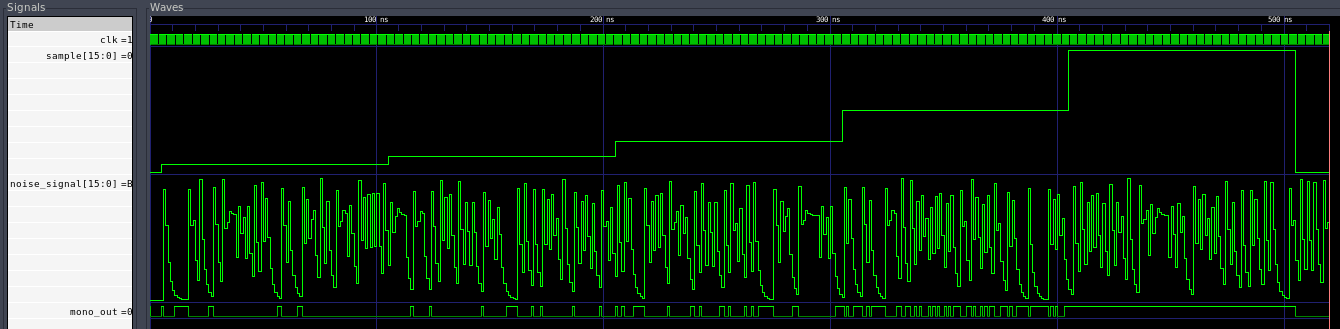 Signals
Waves
Time
0
100 ns
200 ns
300 ns
400 ns
500 ns
clk =1
sample[15:0] =0
noise_signal[15:0] =B
mono_out =0